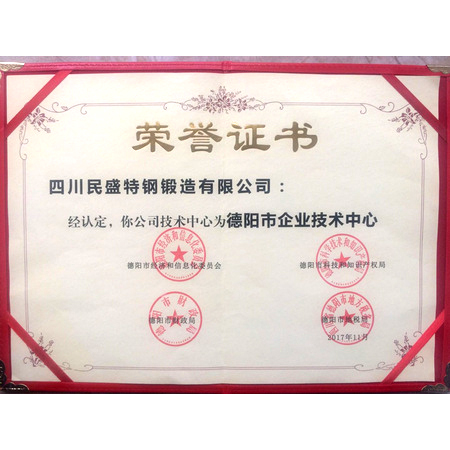 荣誉证书
四川民盛特钢锻造有限公司：
经认定，你公司技术中心为德阳市企业技术中心
德阳市经济和信息化委员会 德阳市科技和知识产权局
德阳市财政局 德阳市地税局
2017年11月